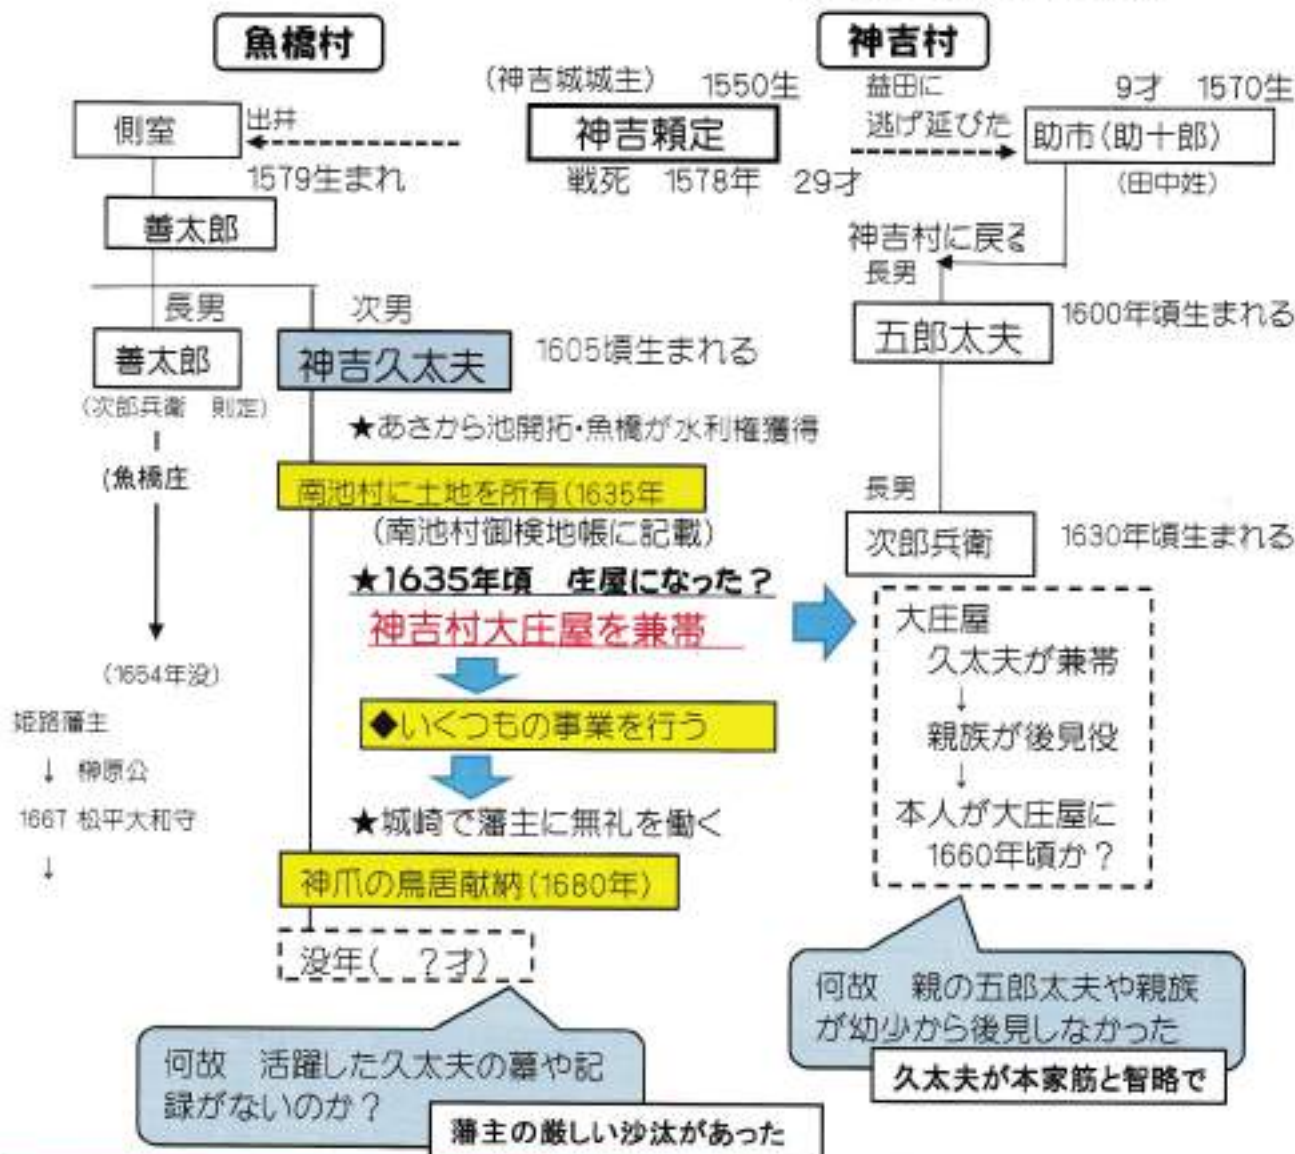 魚橋村
神吉村
(神吉城城主) 1550生
神吉頼定
戦死 1578年 29才
益田に
逃げ延びた
9才 1570生
助市(助十郎)
(田中姓)
側室
出井
1579生まれ
善太郎
長男
善太郎
(次郎兵衛 則定)
(魚橋庄
(1654年没)
姫路藩主
↓ 榊原公
1667 松平大和守
↓
次男
神吉久太夫
1605頃生まれる
★あさから池開拓・魚橋が水利権獲得
南池村に土地を所有(1635年
(南池村御検地帳に記載)
★1635年頃 庄屋になった?
神吉村大庄屋を兼帯
◆いくつもの事業を行う
★城崎で藩主に無礼を働く
神爪の鳥居献納(1680年)
没年( ?才)
何故 活躍した久太夫の墓や記
録がないのか?
藩主の厳しい沙汰があった
神吉村に戻る
長男
五郎太夫
1600年頃生まれる
長男
次郎兵衛
1630年頃生まれる
大庄屋
久太夫が兼帯
↓
親族が後見役
↓
本人が大庄屋に
1660年頃か?
何故 親の五郎太夫や親族
が幼少から後見しなかった
久太夫が本家筋と智略で